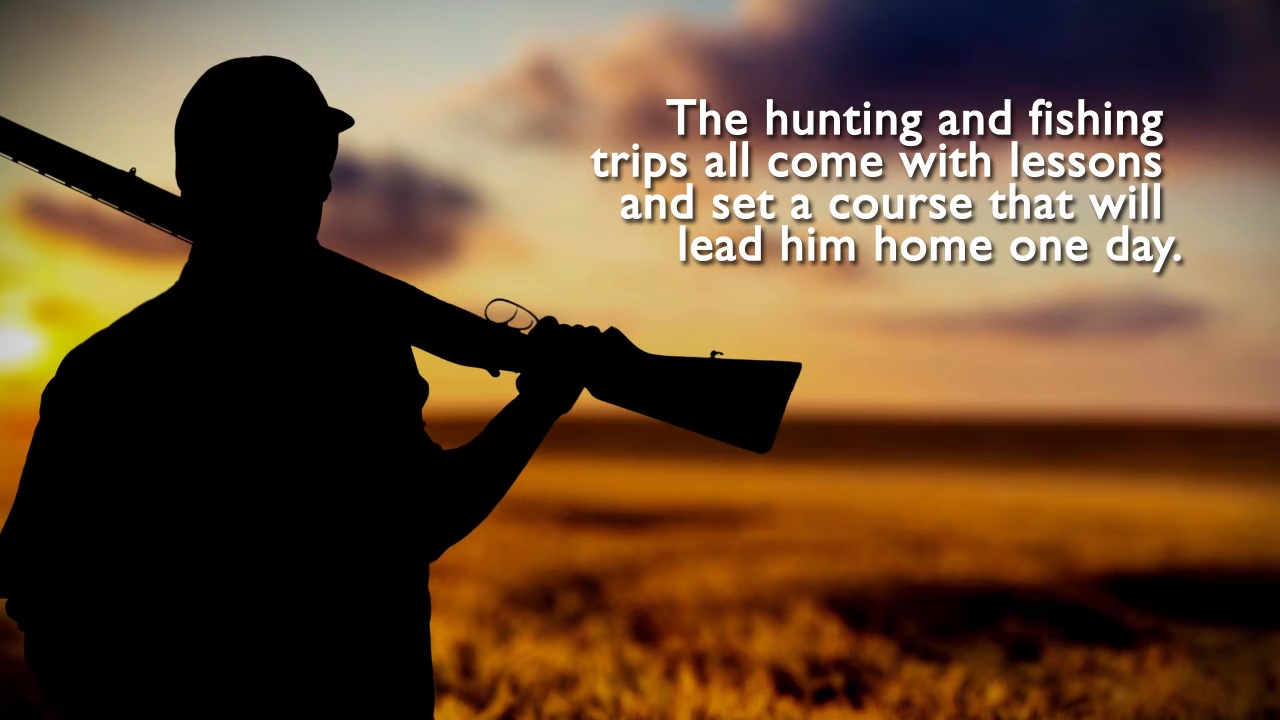 The hunting and fishing
trips all come with lessons
and set a course that will
lead him home one day.